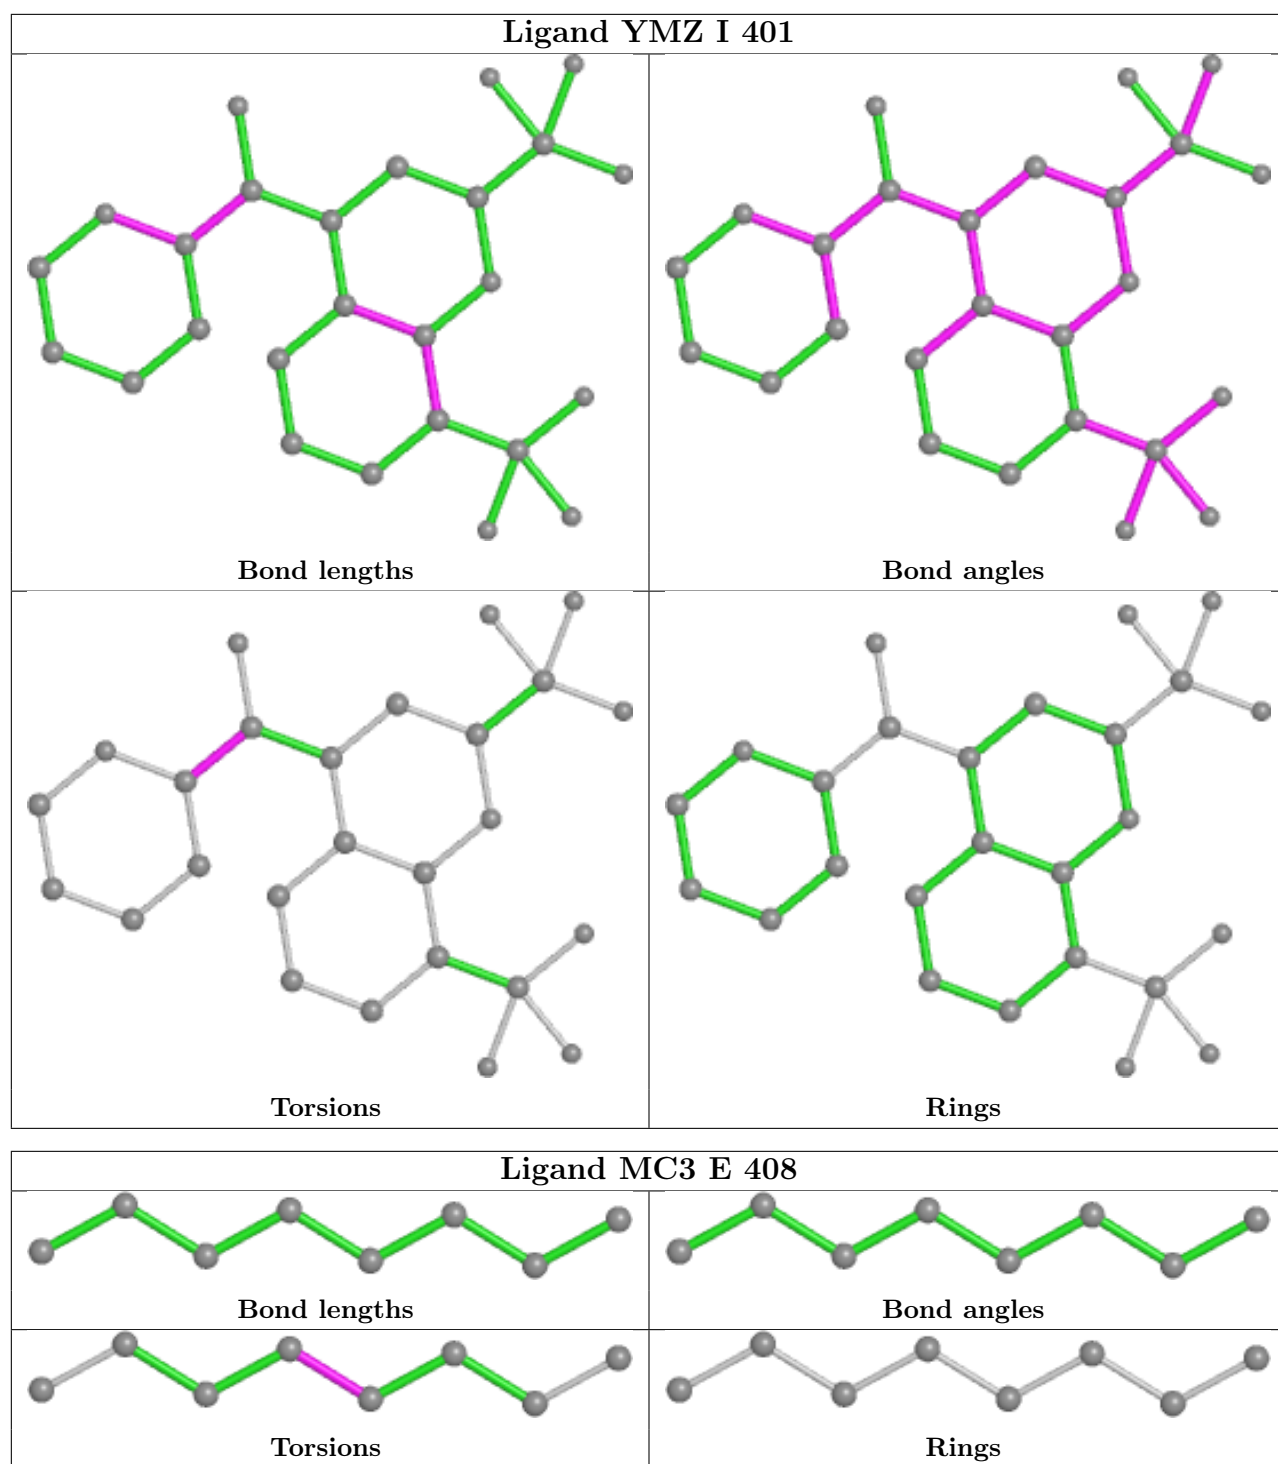 Ligand YMZ I 401
Bond lengths
Bond angles
Torsions
Rings
Ligand MC3 E 408
Bond lengths
Bond angles
Torsions
Rings